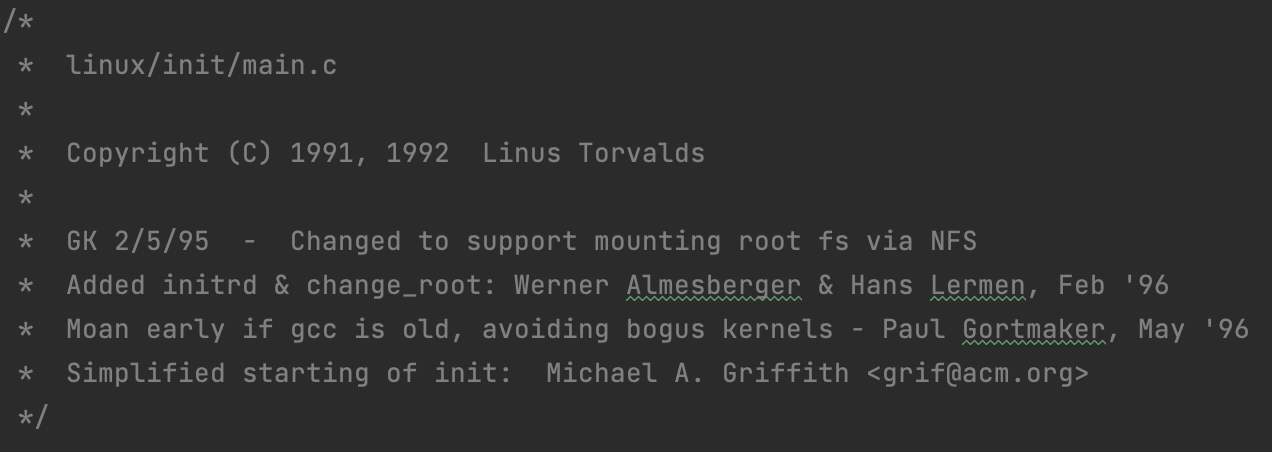 /*
 *  linux/init/main.c
 *
 *  Copyright (C) 1991, 1992  Linus Torvalds
 *
 *  GK 2/5/95  -  Changed to support mounting root fs via NFS
 *  Added initrd & change_root: Werner Almesberger & Hans Lermen, Feb '96
 *  Moan early if gcc is old, avoiding bogus kernels - Paul Gortmaker, May '96
 *  Simplified starting of init:  Michael A. Griffith <grif@acm.org>
 */